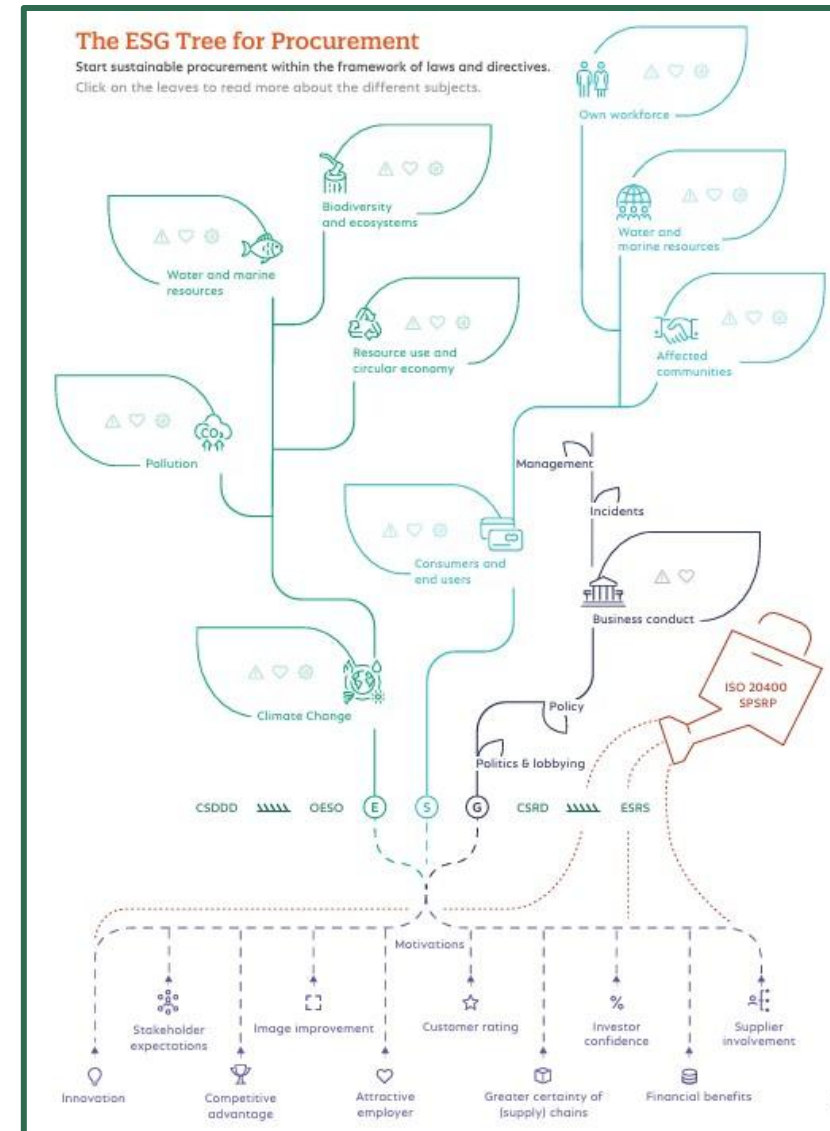 The ESG Tree for Procurement
Start sustainable procurement within the framework of laws and directives.
Click on the leaves to read more about the different subjects.
Own workforce
Biodiversity
and ecosystems
Water and marine
resources
Water and
marine resources
Resource use and
circular economy
Affected
communities
CO₂
Pollution
Management
Incidents
Consumers and
end users
Business conduct
ISO 20400
SPSRP
Climate Change
Policy
Politics & lobbying
CSDDD
OESO
E
S
G
CSRD
ESRS
Motivations
Stakeholder
expectations
Image improvement
Customer rating
%
Investor
confidence
Supplier
involvement
Innovation
Competitive
advantage
Attractive
employer
Greater certainty of
(supply) chains
Financial benefits